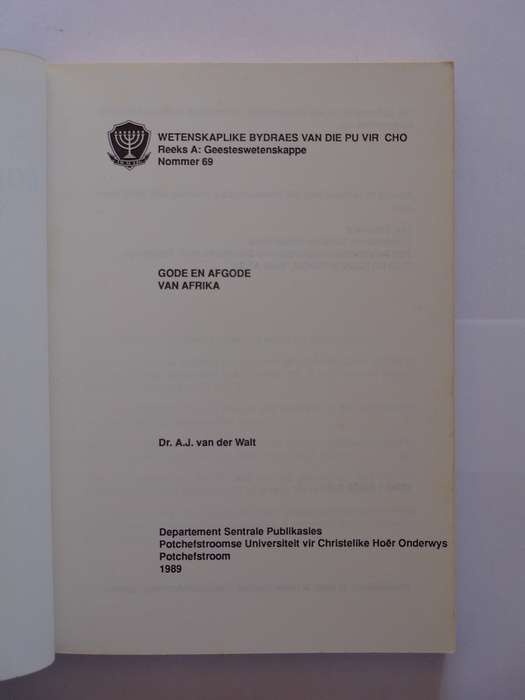 WETENSKAPLIKE BYDRAES VAN DIE PU VIR CHO
Reeks A: Geesteswetenskappe
Nommer 69
GODE EN AFGODE
VAN AFRIKA
Dr. A.J. van der Walt
Departement Sentrale Publikasies
Potchefstroomse Universiteit vir Christelike Hoër Onderwys
Potchefstroom
1989